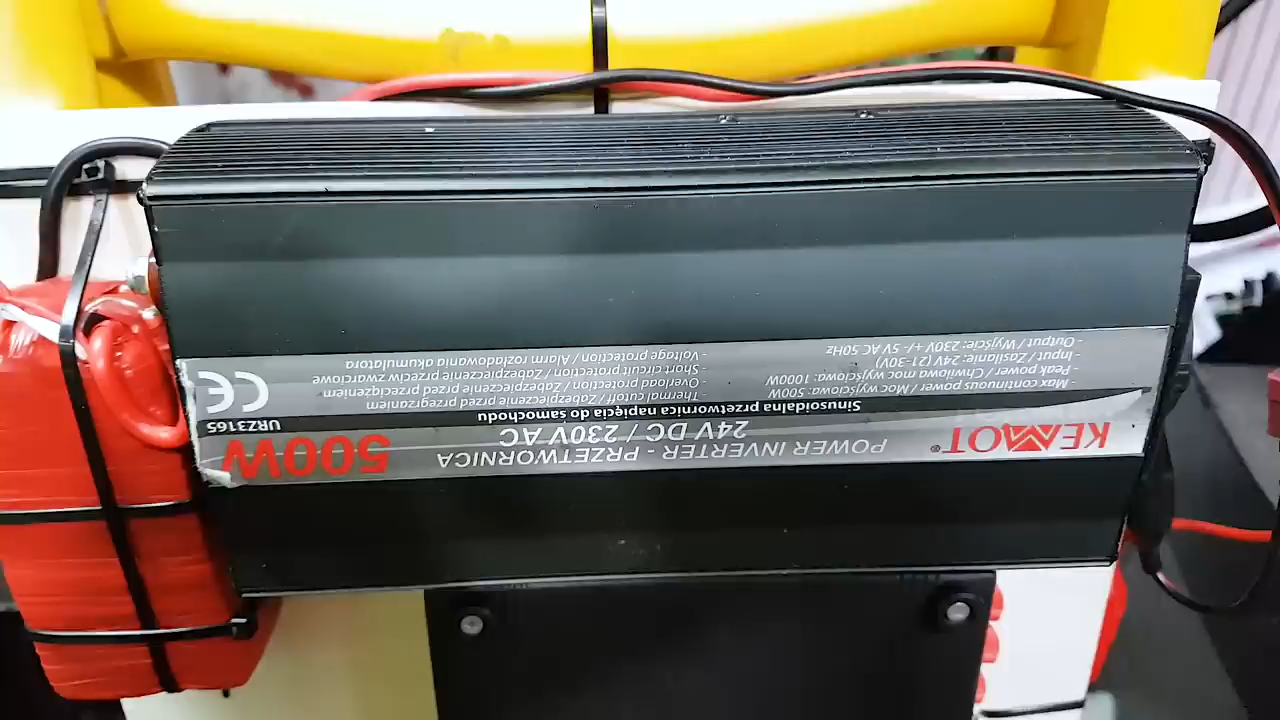 KEMOT®
POWER INVERTER - PRZETWORNICA
24V DC / 230V AC
500W
Sinusoidalna przetwornica napięcia do samochodu
URZ3165
- Max continuous power / Moc wyjściowa: 500W
- Peak power / Chwilowa moc wyjściowa: 1000W
- Input / Zasilanie: 24V (21-30V)
- Output / Wyjście: 230V +/- 5V AC 50Hz
- Thermal cutoff / Zabezpieczenie przed przegrzaniem
- Overload protection / Zabezpieczenie przed przeciążeniem
- Short circuit protection / Zabezpieczenie przeciw zwarciowe
- Voltage protection / Alarm rozładowania akumulatora
CE